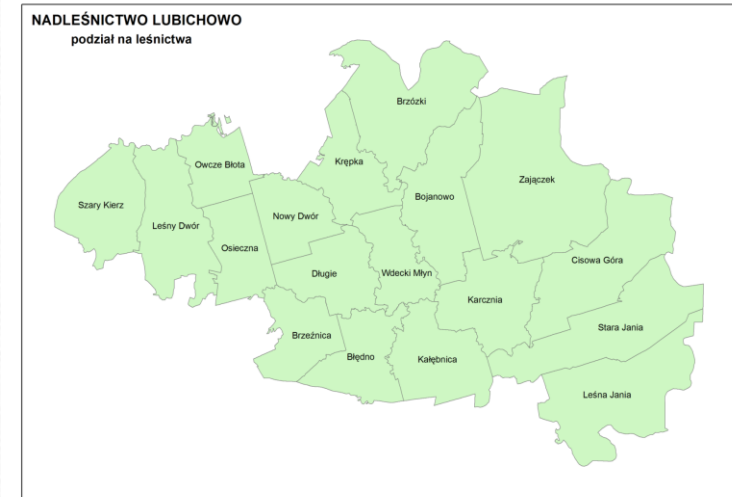 NADLEŚNICTWO LUBICHOWO
podział na leśnictwa
Brzózki
Krępka
Owcze Błota
Zajączek
Bojanowo
Szary Kierz
Nowy Dwór
Leśny Dwór
Osieczna
Cisowa Góra
Długie
Wdecki Młyn
Karcznia
Stara Jania
Brzeźnica
Błędno
Kałębnica
Leśna Jania